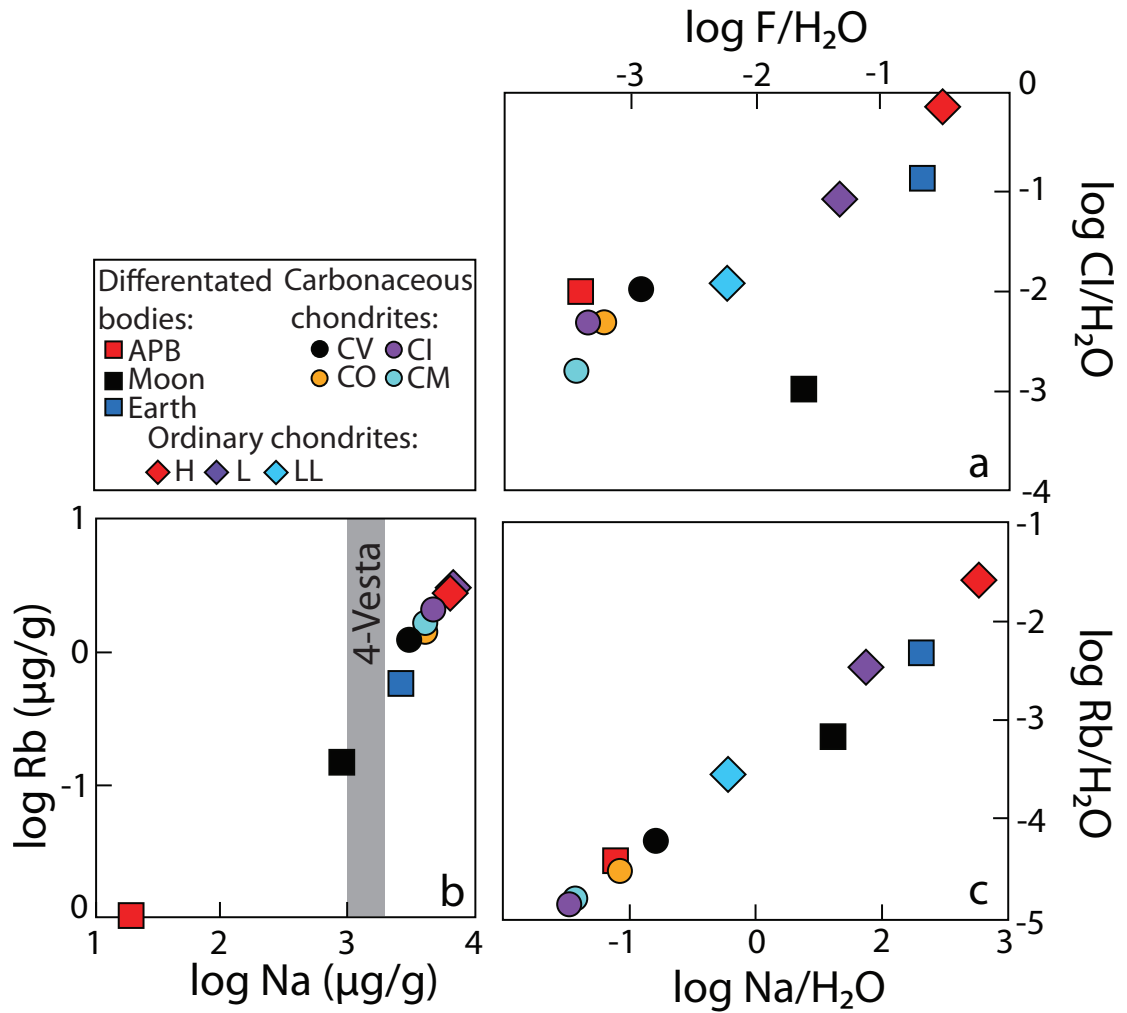 log F/H₂O
-3 -2 -1 0
-1
-2
-3
-4
log Cl/H₂O
a
Differentated Carbonaceous
bodies: chondrites:
APB CV CI
Moon CO CM
Earth
Ordinary chondrites:
H L LL
1
0
-1
0
log Rb (µg/g)
4-Vesta
b
1 2 3 4
log Na (µg/g)
-1
-2
-3
-4
-5
log Rb/H₂O
c
-1 0 2 3
log Na/H₂O